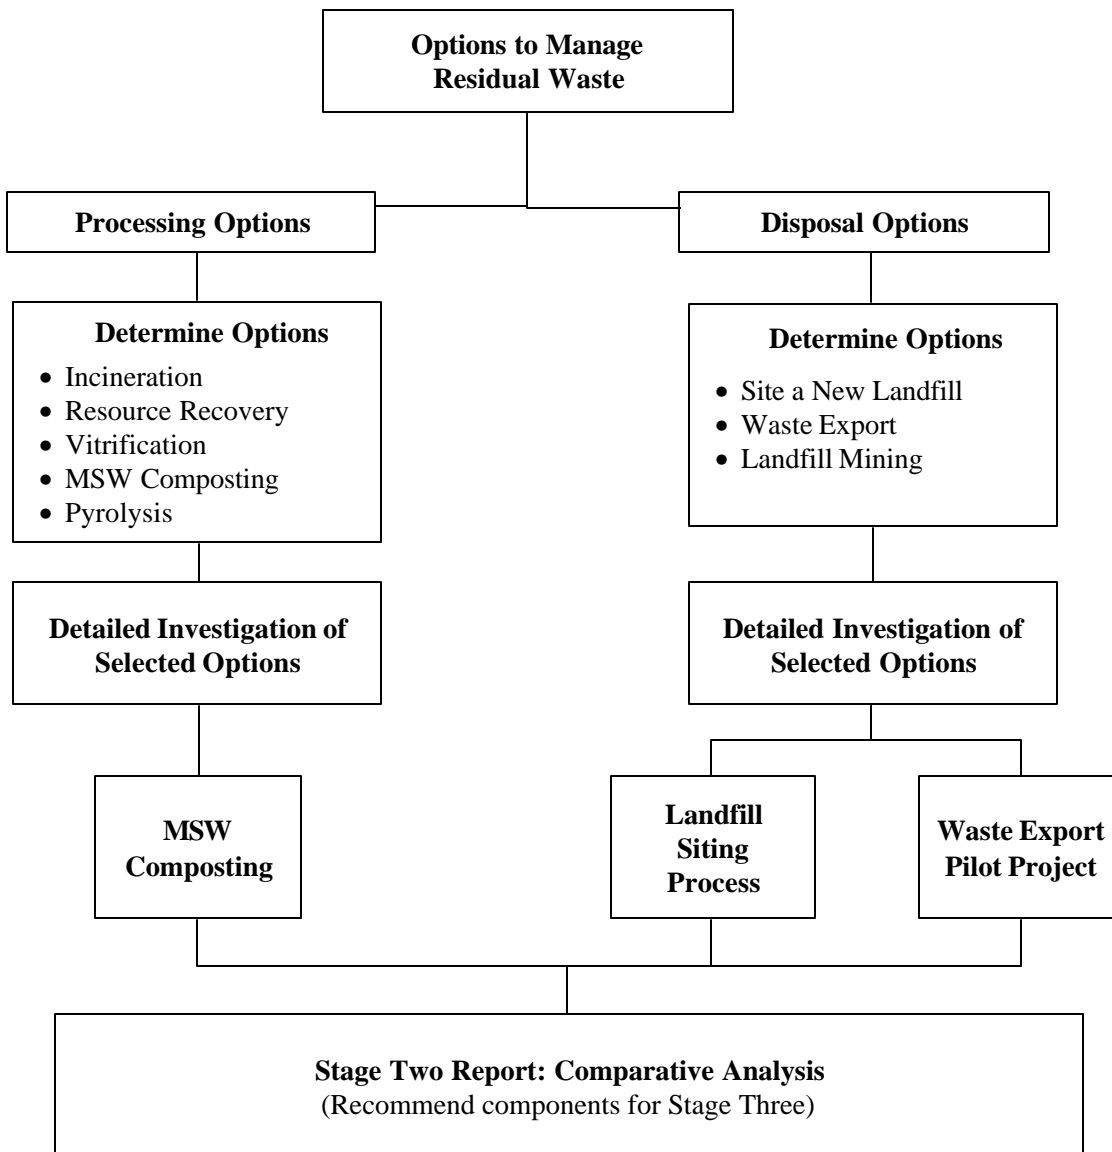 Options to Manage
Residual Waste
Processing Options
Disposal Options
Determine Options
• Incineration
• Resource Recovery
• Vitrification
• MSW Composting
• Pyrolysis
Determine Options
• Site a New Landfill
• Waste Export
• Landfill Mining
Detailed Investigation of
Selected Options
Detailed Investigation of
Selected Options
MSW
Composting
Landfill
Siting
Process
Waste Export
Pilot Project
Stage Two Report: Comparative Analysis
(Recommend components for Stage Three)